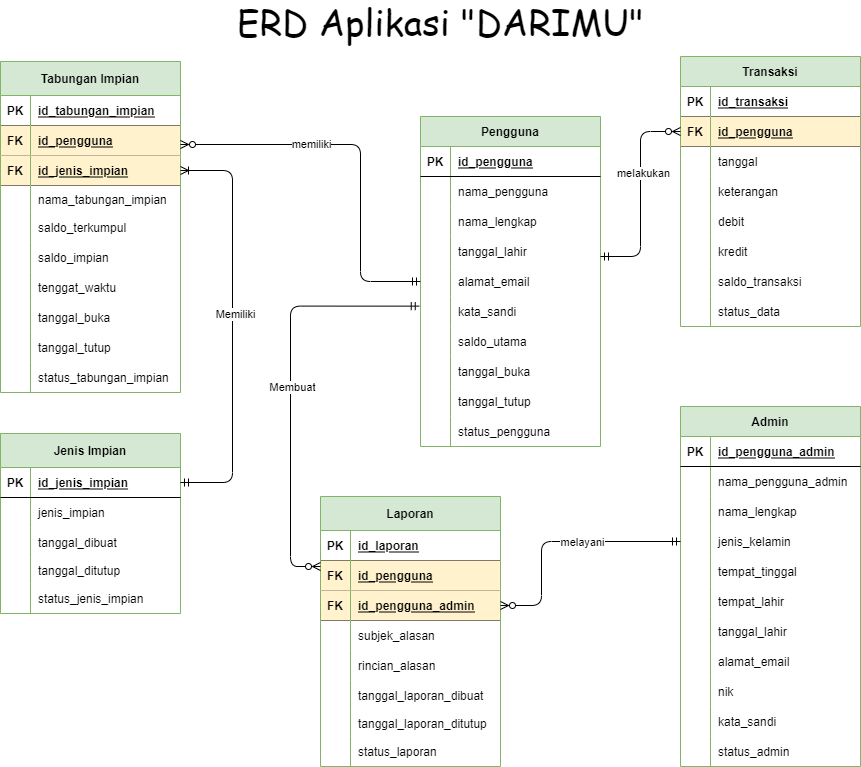 ERD Aplikasi "DARIMU"
Tabungan Impian
PK id_tabungan_impian
FK id_pengguna
FK id_jenis_impian
nama_tabungan_impian
saldo_terkumpul
saldo_impian
tenggat_waktu
tanggal_buka
tanggal_tutup
status_tabungan_impian
memiliki
Memiliki
Jenis Impian
PK id_jenis_impian
jenis_impian
tanggal_dibuat
tanggal_ditutup
status_jenis_impian
Pengguna
PK id_pengguna
nama_pengguna
nama_lengkap
tanggal_lahir
alamat_email
kata_sandi
saldo_utama
tanggal_buka
tanggal_tutup
status_pengguna
Membuat
melakukan
Transaksi
PK id_transaksi
FK id_pengguna
tanggal
keterangan
debit
kredit
saldo_transaksi
status_data
Laporan
PK id_laporan
FK id_pengguna
FK id_pengguna_admin
subjek_alasan
rincian_alasan
tanggal_laporan_dibuat
tanggal_laporan_ditutup
status_laporan
melayani
Admin
PK id_pengguna_admin
nama_pengguna_admin
nama_lengkap
jenis_kelamin
tempat_tinggal
tempat_lahir
tanggal_lahir
alamat_email
nik
kata_sandi
status_admin